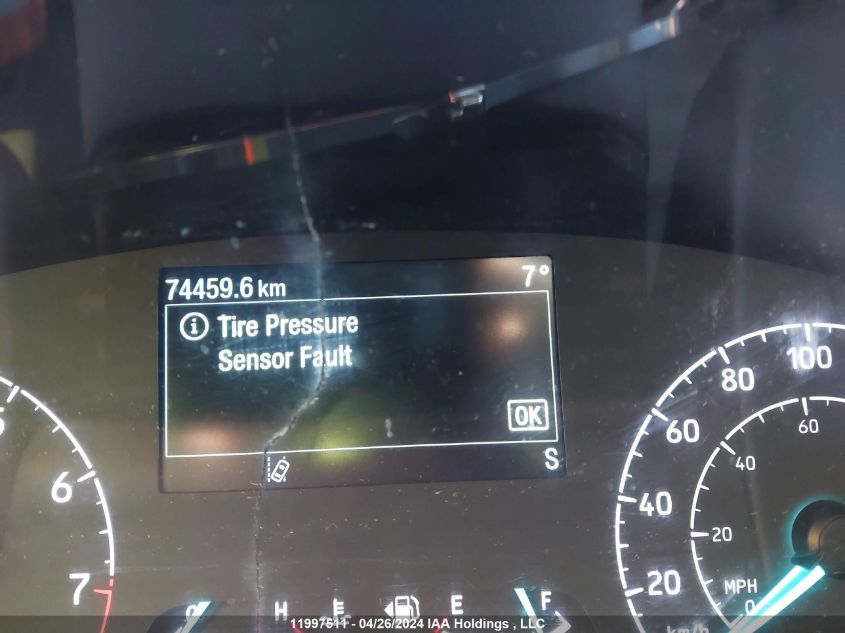 74459.6 km 7°
Tire Pressure
Sensor Fault
OK
S
100
80
60
60
40
6
40
20
7
20
MPH
0
km/h
H E E F
11997511 - 04/26/2024 IAA Holdings , LLC